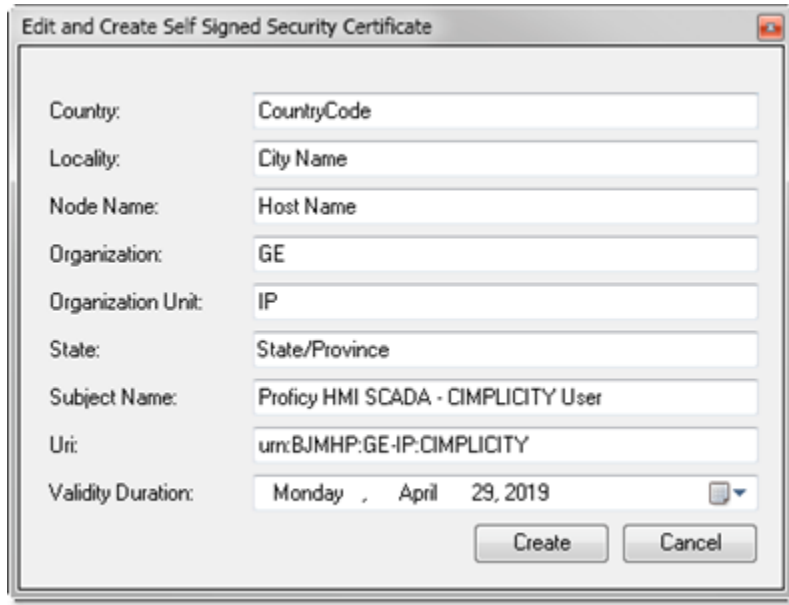 Edit and Create Self Signed Security Certificate
Country: CountryCode
Locality: City Name
Node Name: Host Name
Organization: GE
Organization Unit: IP
State: State/Province
Subject Name: Proficy HMI SCADA - CIMPLICITY User
Uri: urn:BJMHP:GE-IP:CIMPLICITY
Validity Duration: Monday , April 29, 2019
Create Cancel